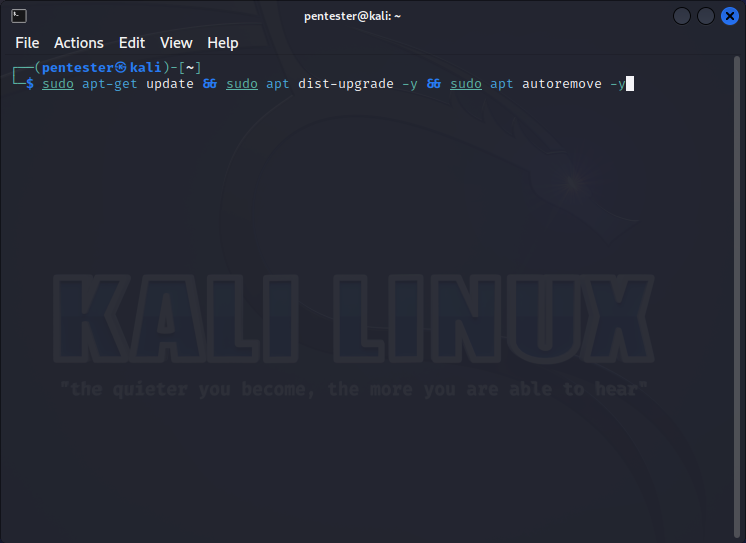 pentester@kali: ~
File Actions Edit View Help
┌──(pentester㉿kali)-[~]
└─$ sudo apt-get update && sudo apt dist-upgrade -y && sudo apt autoremove -y
KALI LINUX
"the quieter you become, the more you are able to hear"